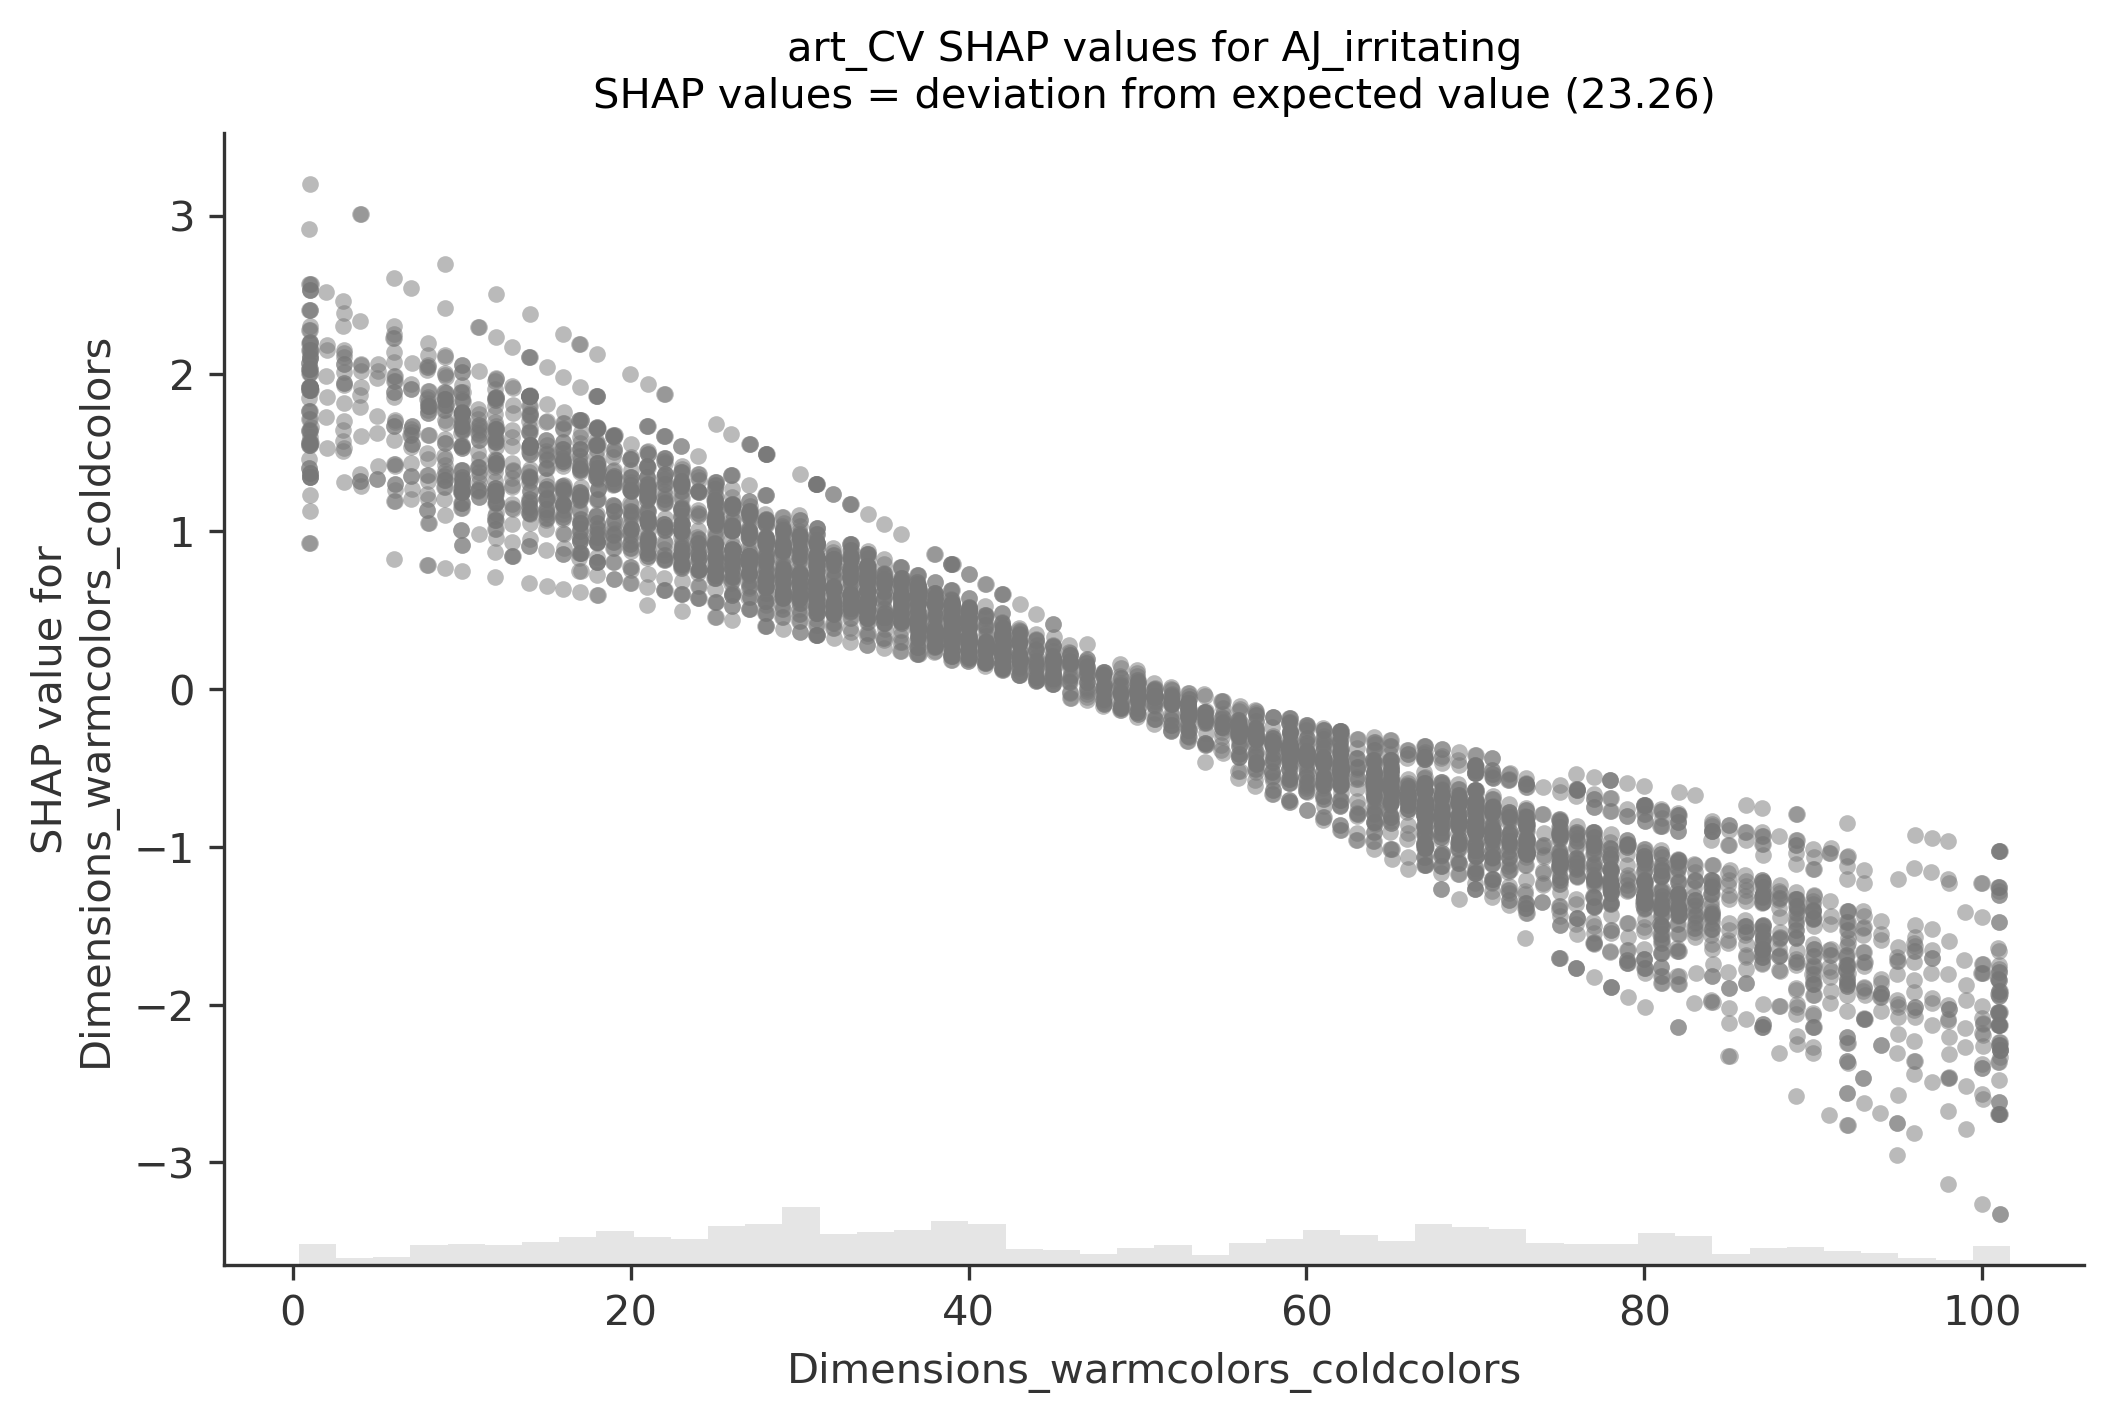 art_CV SHAP values for AJ_irritating
SHAP values = deviation from expected value (23.26)
SHAP value for
Dimensions_warmcolors_coldcolors
3
2
1
0
−1
−2
−3
0
20
40
60
80
100
Dimensions_warmcolors_coldcolors